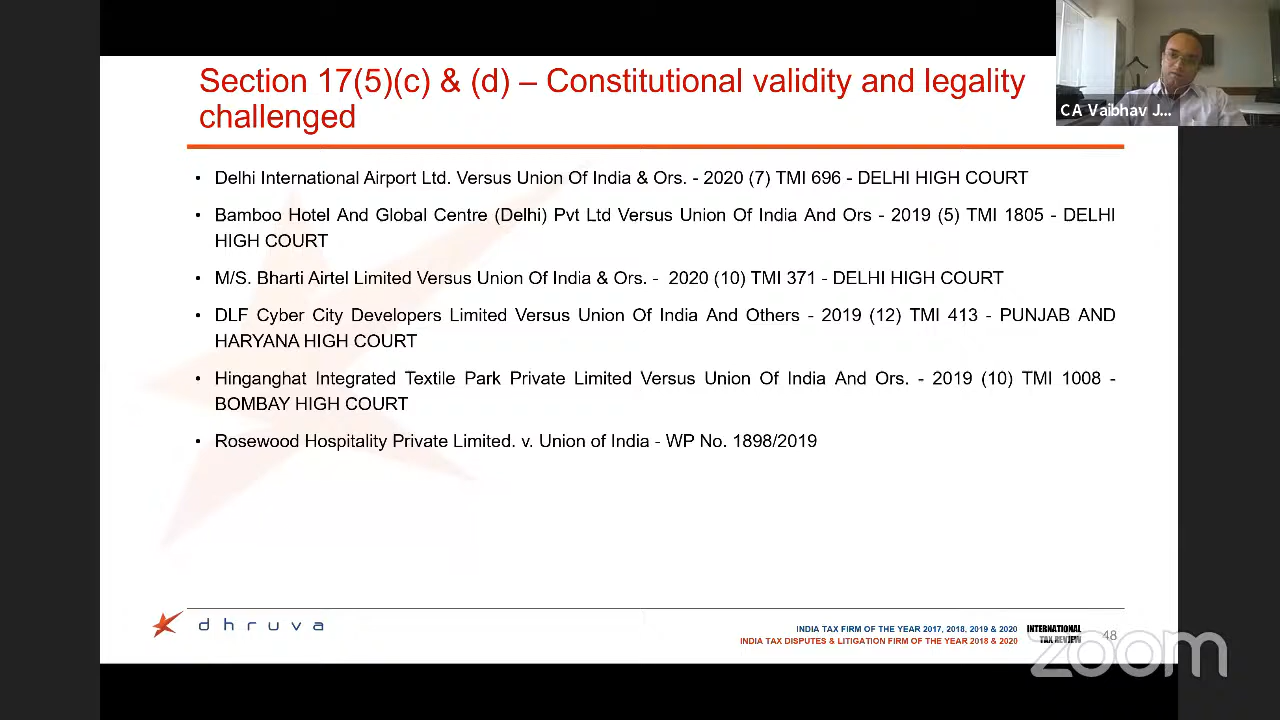 Section 17(5)(c) & (d) – Constitutional validity and legality
challenged
CA Vaibhav J...
• Delhi International Airport Ltd. Versus Union Of India & Ors. - 2020 (7) TMI 696 - DELHI HIGH COURT
• Bamboo Hotel And Global Centre (Delhi) Pvt Ltd Versus Union Of India And Ors - 2019 (5) TMI 1805 - DELHI
HIGH COURT
• M/S. Bharti Airtel Limited Versus Union Of India & Ors. - 2020 (10) TMI 371 - DELHI HIGH COURT
• DLF Cyber City Developers Limited Versus Union Of India And Others - 2019 (12) TMI 413 - PUNJAB AND
HARYANA HIGH COURT
• Hinganghat Integrated Textile Park Private Limited Versus Union Of India And Ors. - 2019 (10) TMI 1008 -
BOMBAY HIGH COURT
• Rosewood Hospitality Private Limited. v. Union of India - WP No. 1898/2019
dhruva
INDIA TAX FIRM OF THE YEAR 2017, 2018, 2019 & 2020
INDIA TAX DISPUTES & LITIGATION FIRM OF THE YEAR 2018 & 2020
INTERNATIONAL
TAX REVIEW
48
zoom